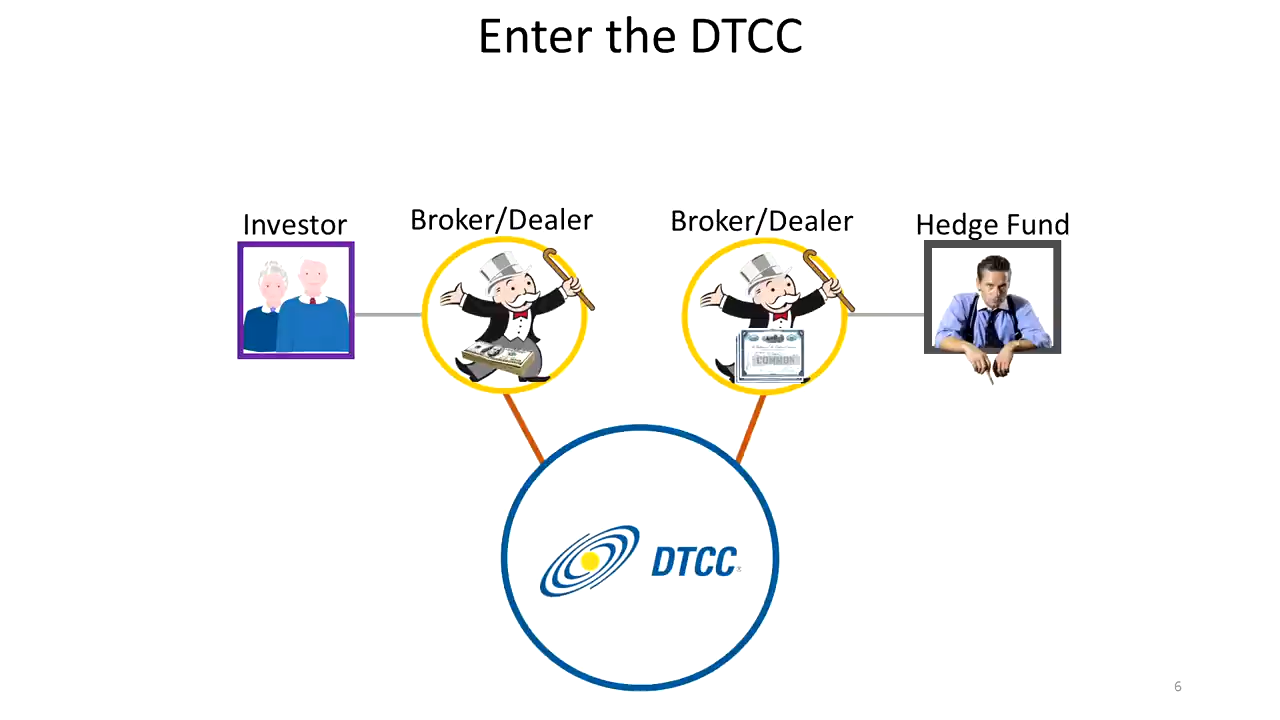 Enter the DTCC
Investor
Broker/Dealer
Broker/Dealer
Hedge Fund
COMMON
DTCC
6